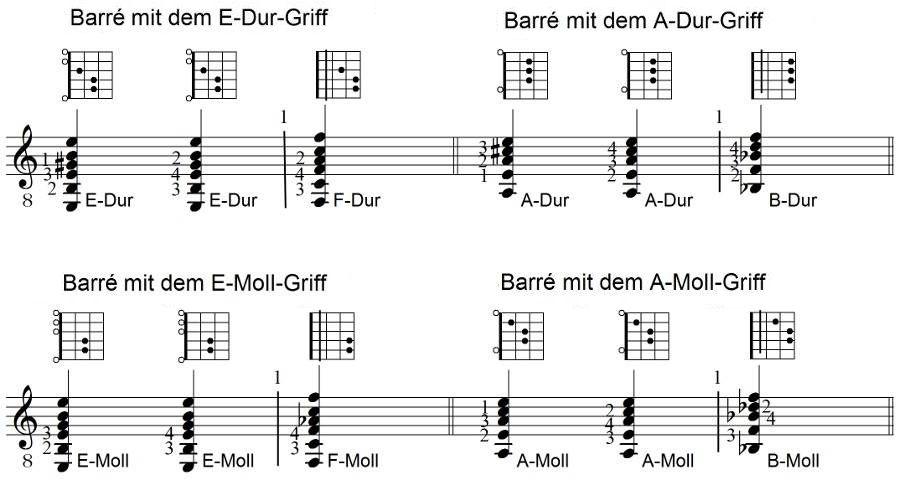 Barré mit dem E-Dur-Griff
Barré mit dem A-Dur-Griff
1
1
1
3
2
2
4
3
2
4
3
3
2
1
4
3
2
4
3
2
8
E-Dur
E-Dur
F-Dur
A-Dur
A-Dur
B-Dur
Barré mit dem E-Moll-Griff
Barré mit dem A-Moll-Griff
1
1
3
2
4
3
4
3
1
3
2
2
4
3
2
4
3
8
E-Moll
E-Moll
F-Moll
A-Moll
A-Moll
B-Moll